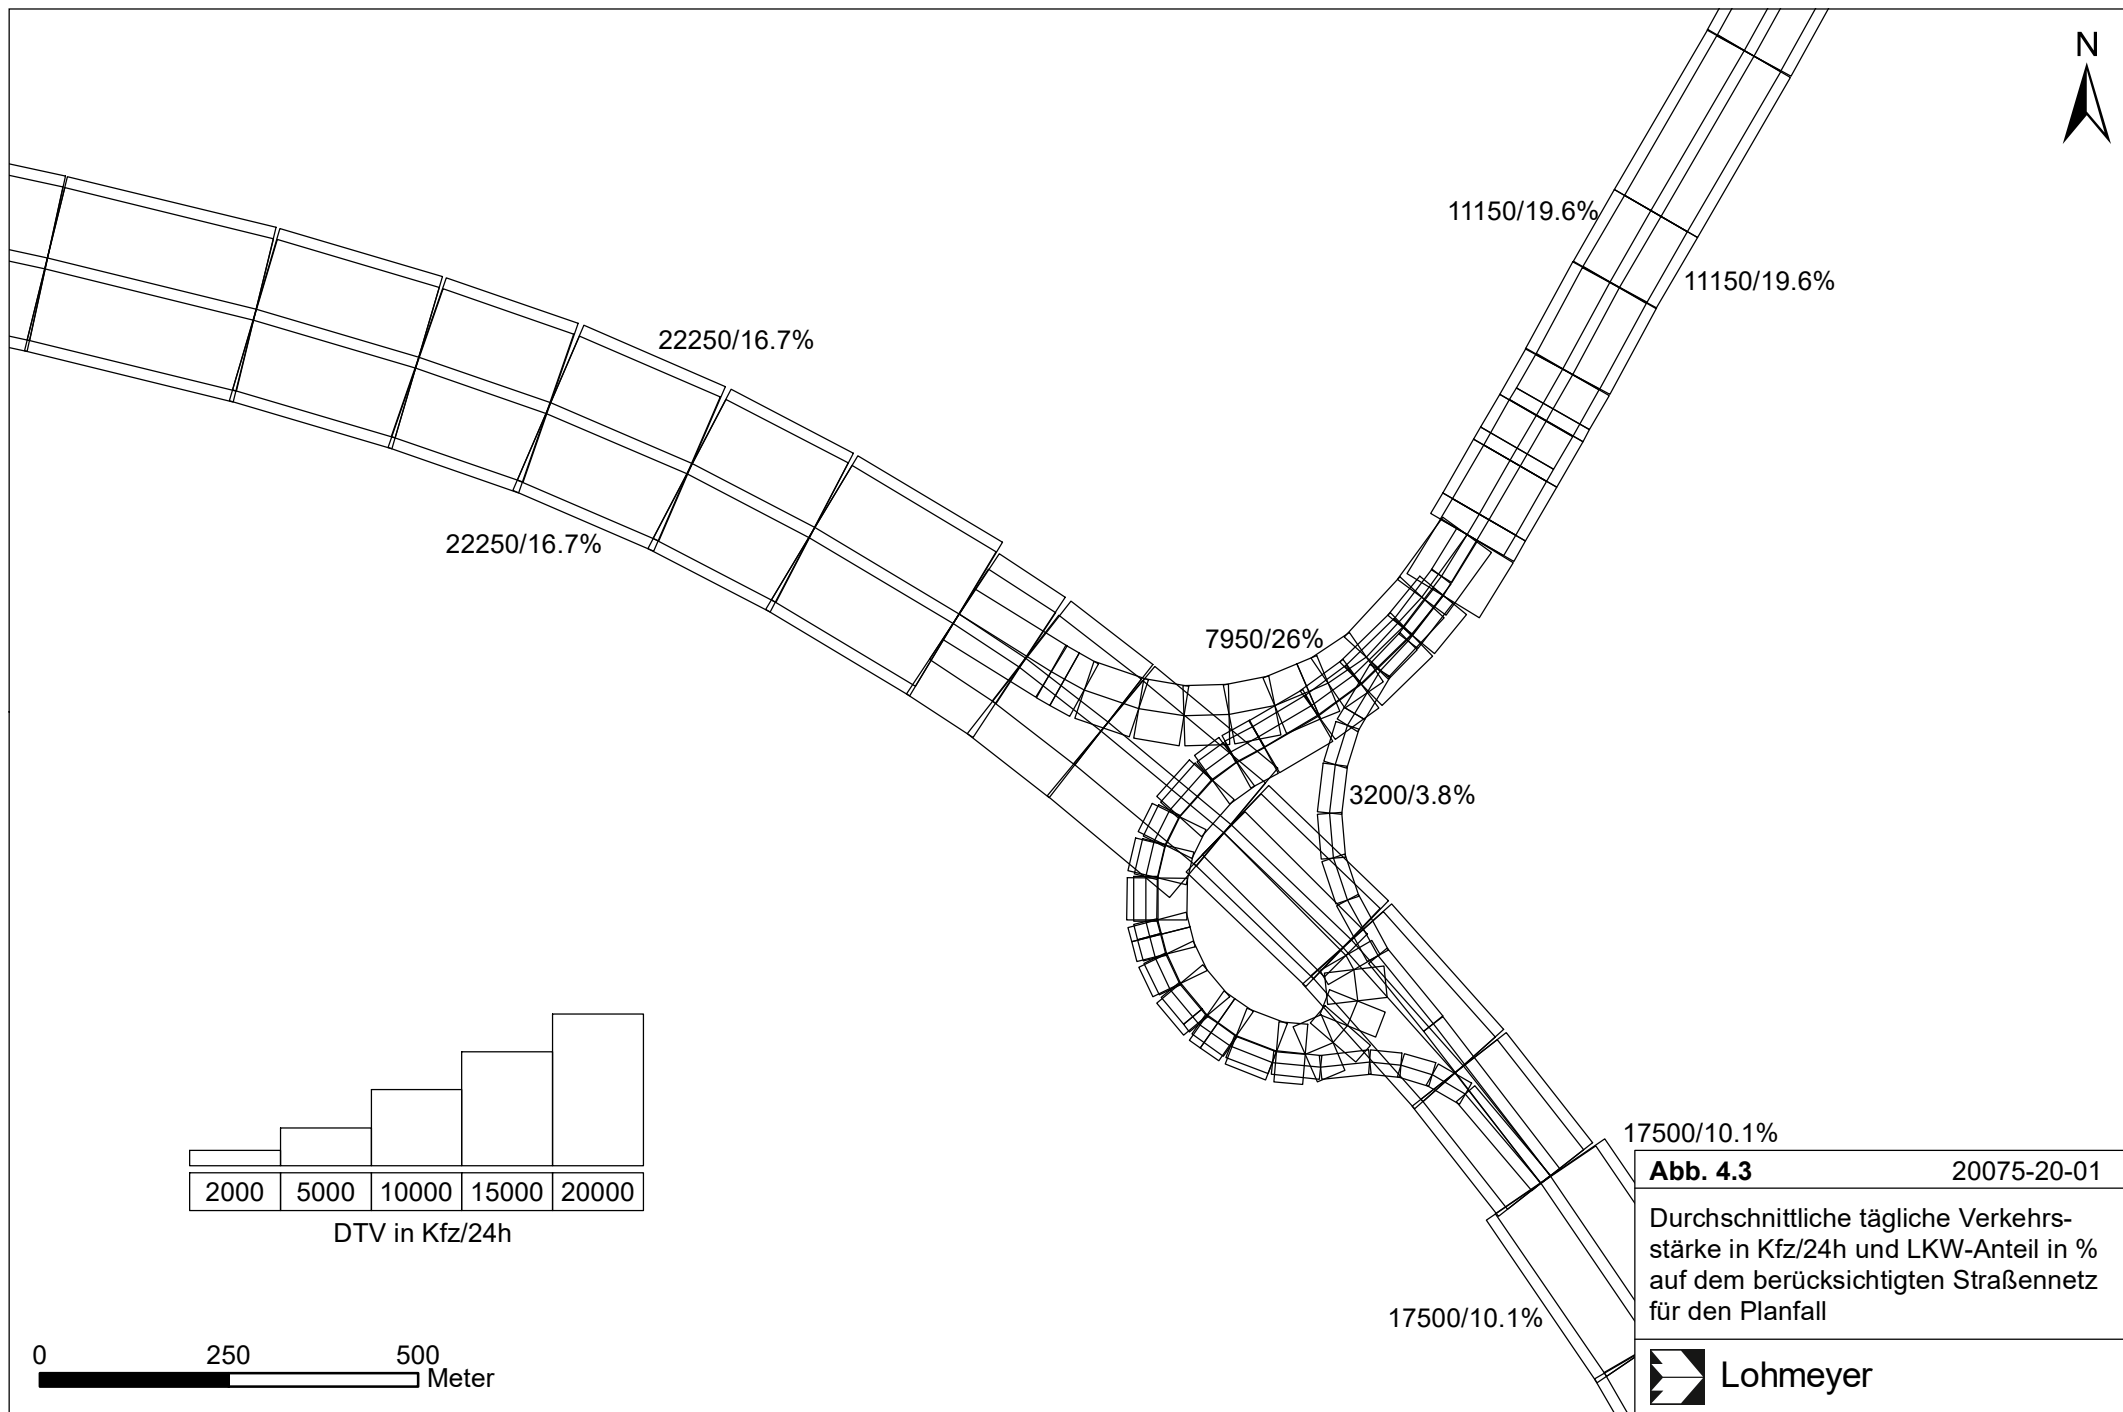 N
11150/19.6%
11150/19.6%
22250/16.7%
22250/16.7%
7950/26%
3200/3.8%
17500/10.1%
17500/10.1%
2000 5000 10000 15000 20000
DTV in Kfz/24h
0 250 500
Meter
Abb. 4.3 20075-20-01
Durchschnittliche tägliche Verkehrs-
stärke in Kfz/24h und LKW-Anteil in %
auf dem berücksichtigten Straßennetz
für den Planfall
Lohmeyer